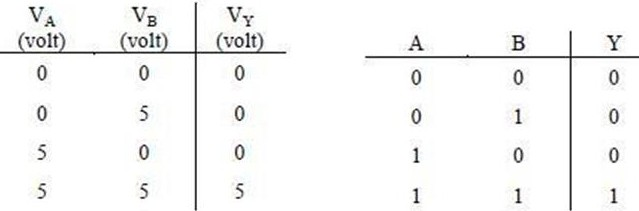 V_A V_B V_Y
(volt) (volt) (volt)
0 0 0
0 5 0
5 0 0
5 5 5
A B Y
0 0 0
0 1 0
1 0 0
1 1 1